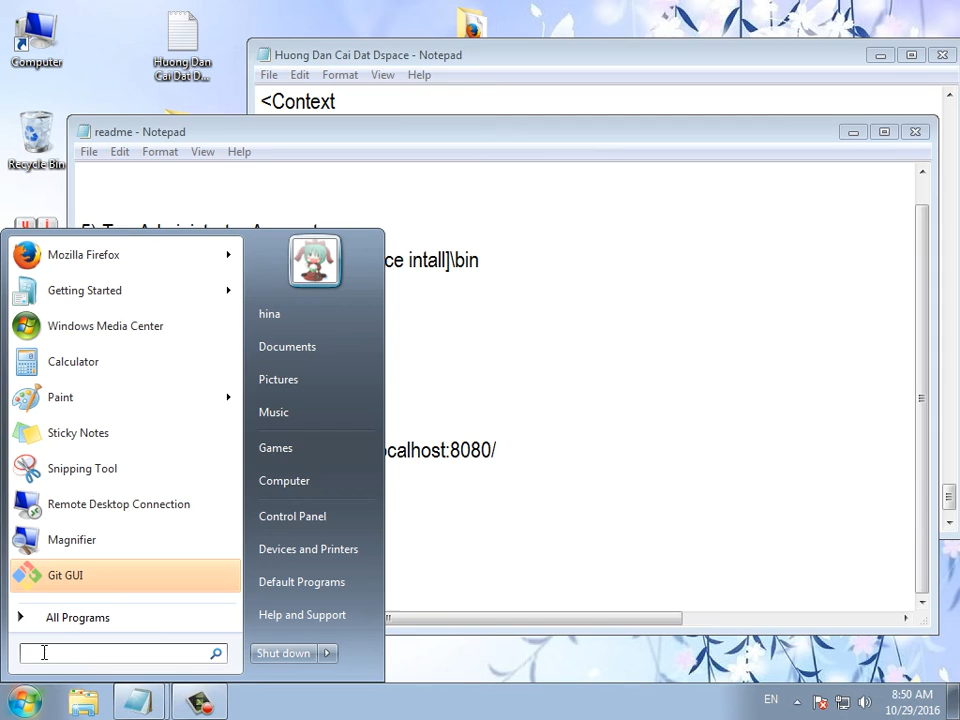 Computer
Huong Dan
Cai Dat D...
Recycle Bin
Huong Dan Cai Dat Dspace - Notepad
File Edit Format View Help
<Context
readme - Notepad
File Edit Format View Help
ce intall]\bin
ocalhost:8080/
Mozilla Firefox
Getting Started
Windows Media Center
Calculator
Paint
Sticky Notes
Snipping Tool
Remote Desktop Connection
Magnifier
Git GUI
All Programs
hina
Documents
Pictures
Music
Games
Computer
Control Panel
Devices and Printers
Default Programs
Help and Support
Shut down
EN
8:50 AM
10/29/2016